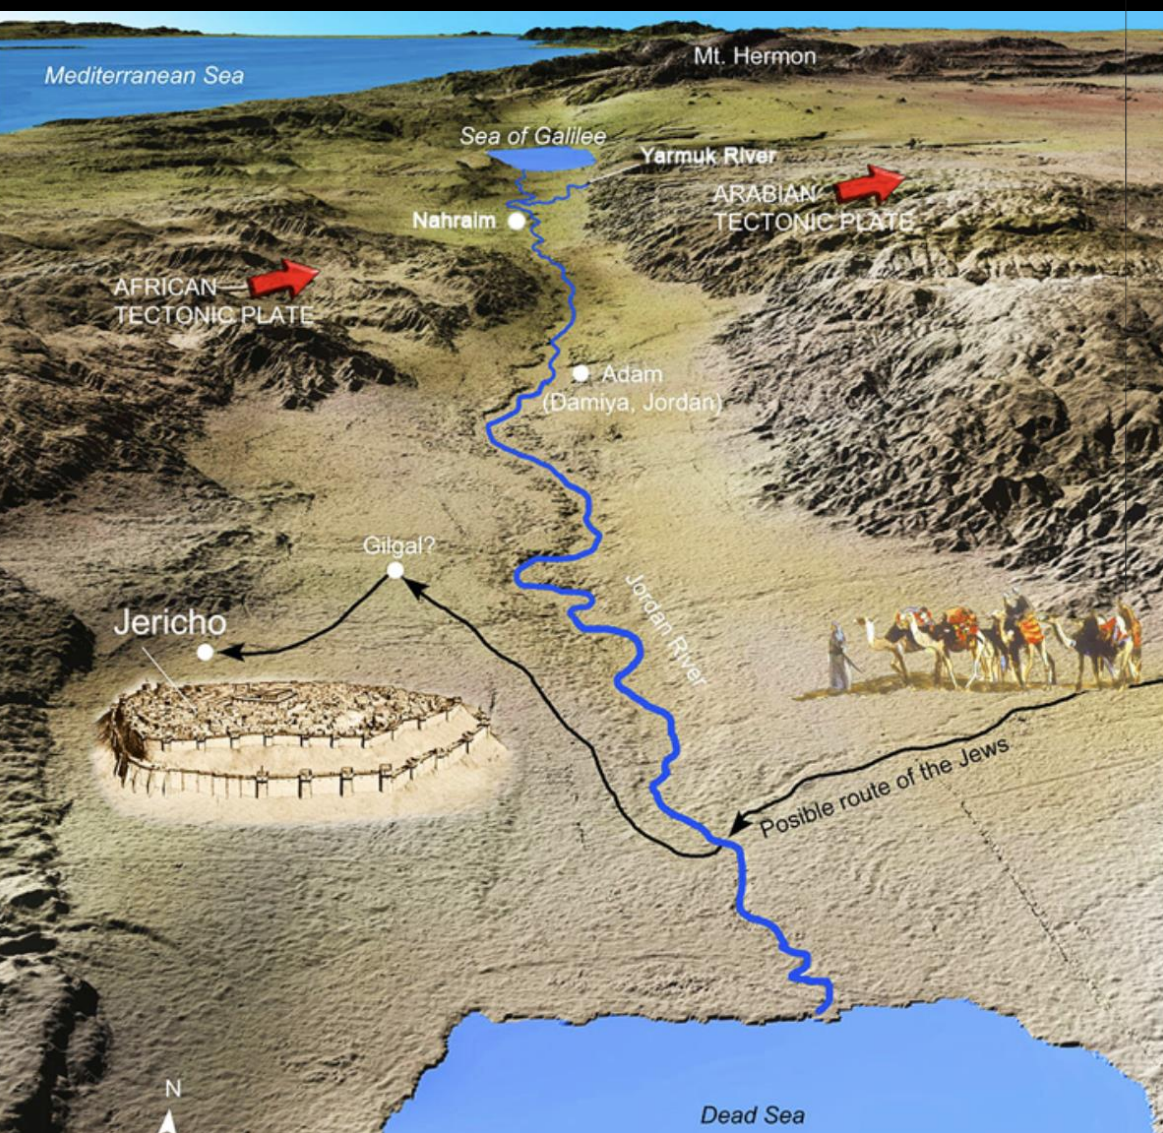 Mt. Hermon
Mediterranean Sea
Sea of Galilee
Yarmuk River
ARABIAN
TECTONIC PLATE
Nahraim
AFRICAN
TECTONIC PLATE
Adam
(Damiya, Jordan)
Gilgal?
Jericho
Jordan River
Posible route of the Jews
N
Dead Sea